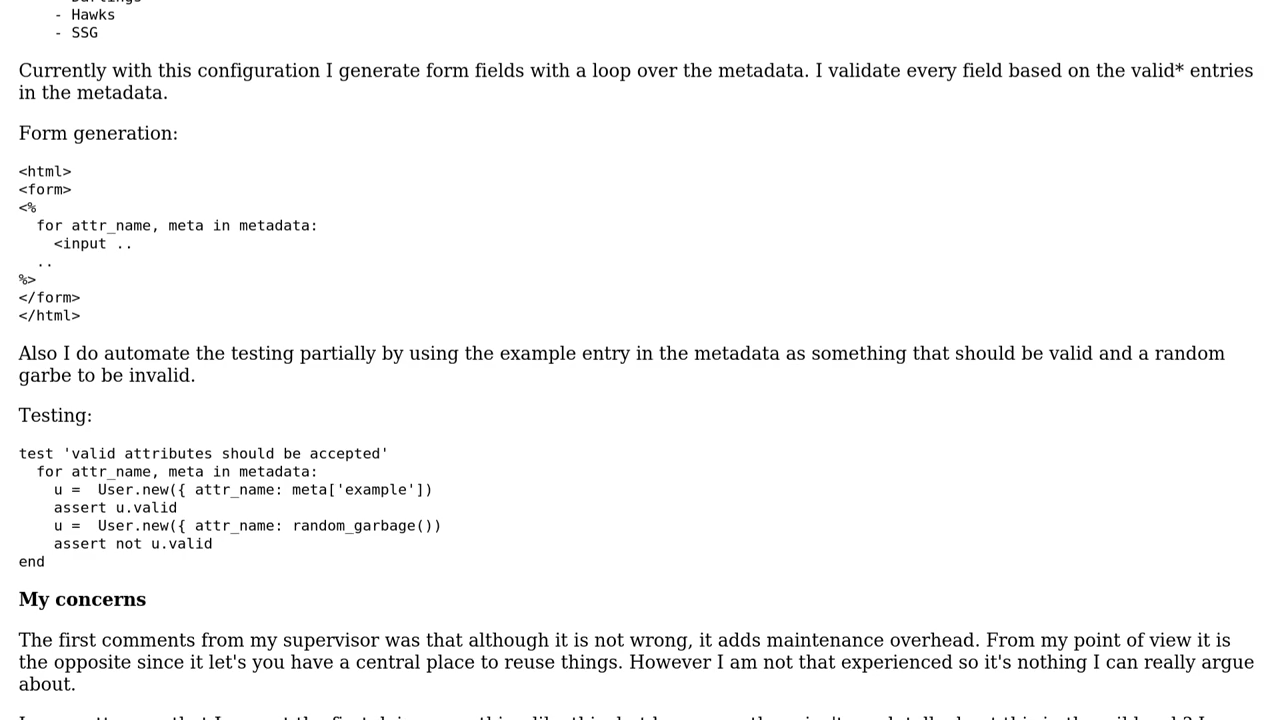 - Hawks
- SSG
Currently with this configuration I generate form fields with a loop over the metadata. I validate every field based on the valid* entries
in the metadata.
Form generation:
<html>
<form>
<%
for attr_name, meta in metadata:
<input ..
..
%>
</form>
</html>
Also I do automate the testing partially by using the example entry in the metadata as something that should be valid and a random
garbe to be invalid.
Testing:
test 'valid attributes should be accepted'
for attr_name, meta in metadata:
u =  User.new({ attr_name: meta['example'])
assert u.valid
u =  User.new({ attr_name: random_garbage())
assert not u.valid
end
My concerns
The first comments from my supervisor was that although it is not wrong, it adds maintenance overhead. From my point of view it is
the opposite since it let's you have a central place to reuse things. However I am not that experienced so it's nothing I can really argue
about.